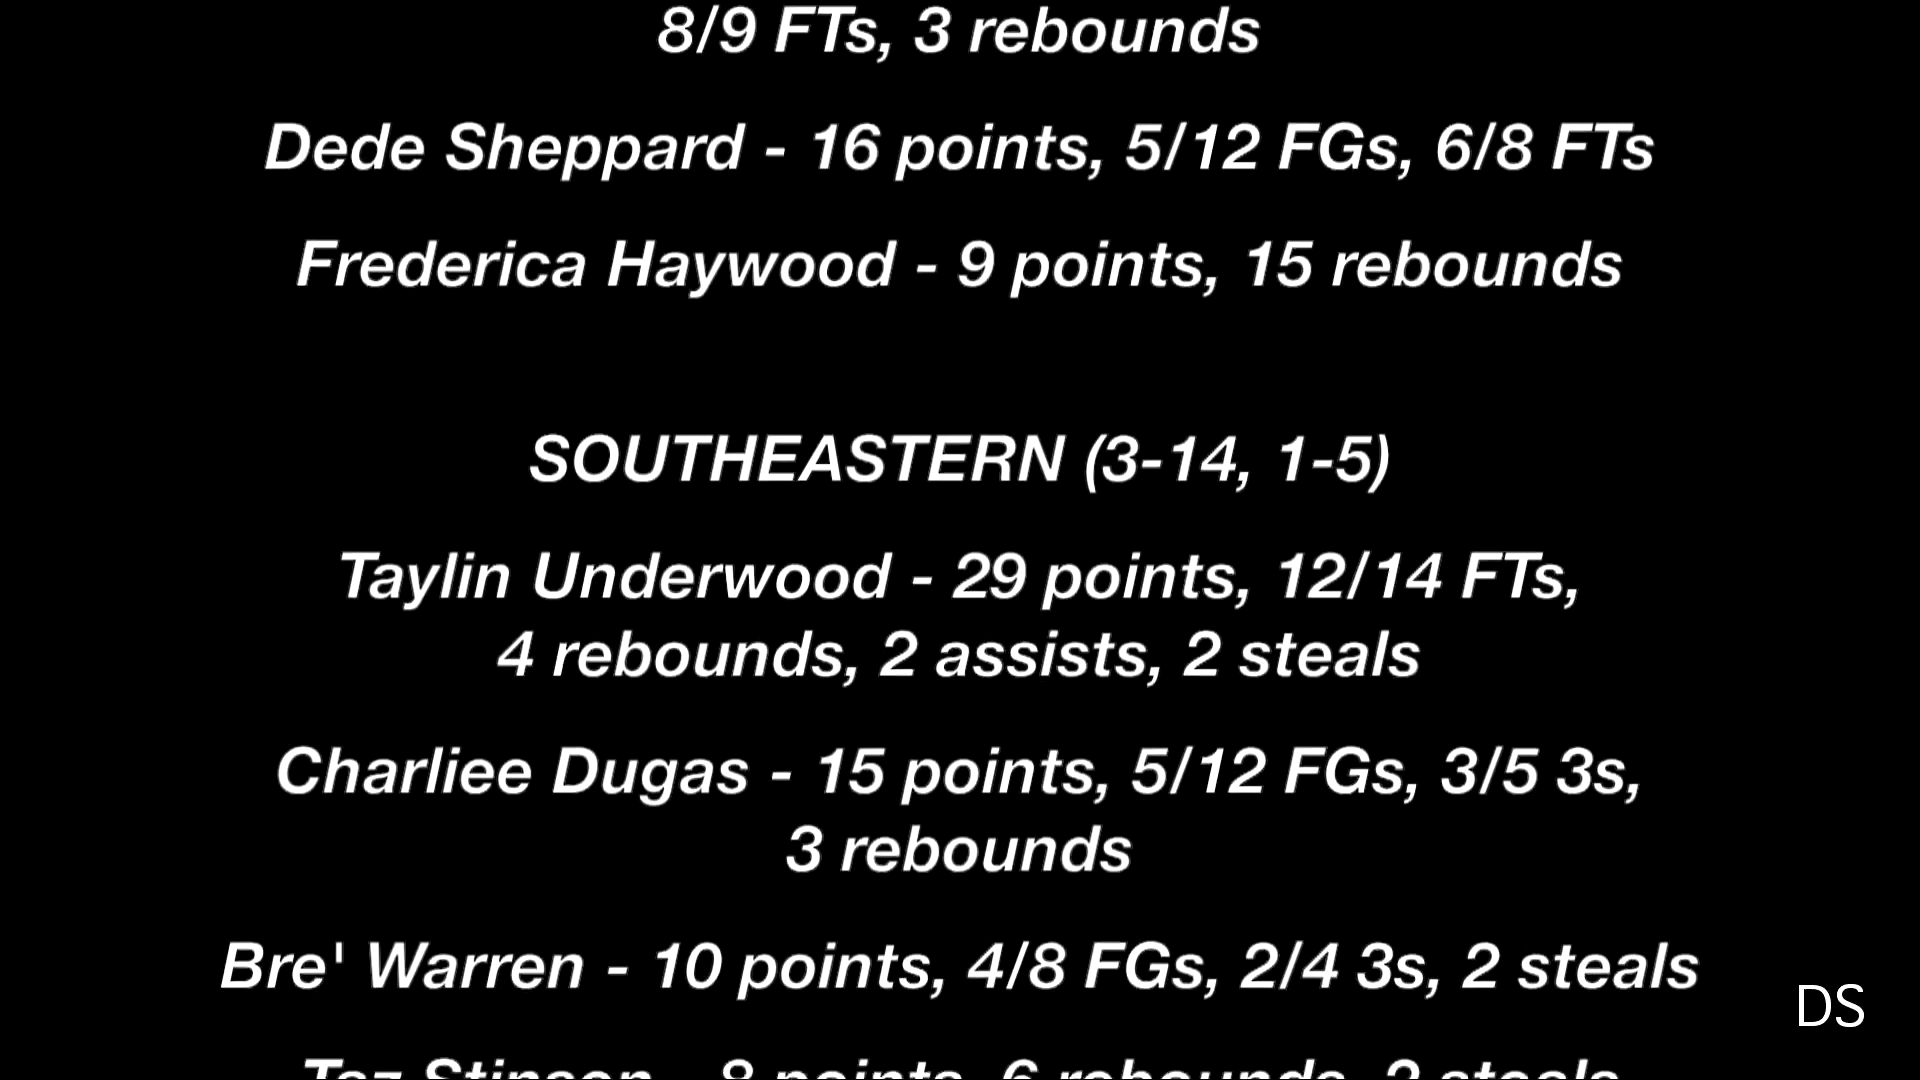 8/9 FTs, 3 rebounds
Dede Sheppard - 16 points, 5/12 FGs, 6/8 FTs
Frederica Haywood - 9 points, 15 rebounds
SOUTHEASTERN (3-14, 1-5)
Taylin Underwood - 29 points, 12/14 FTs,
4 rebounds, 2 assists, 2 steals
Charliee Dugas - 15 points, 5/12 FGs, 3/5 3s,
3 rebounds
Bre' Warren - 10 points, 4/8 FGs, 2/4 3s, 2 steals
DS
points, rebounds, steals